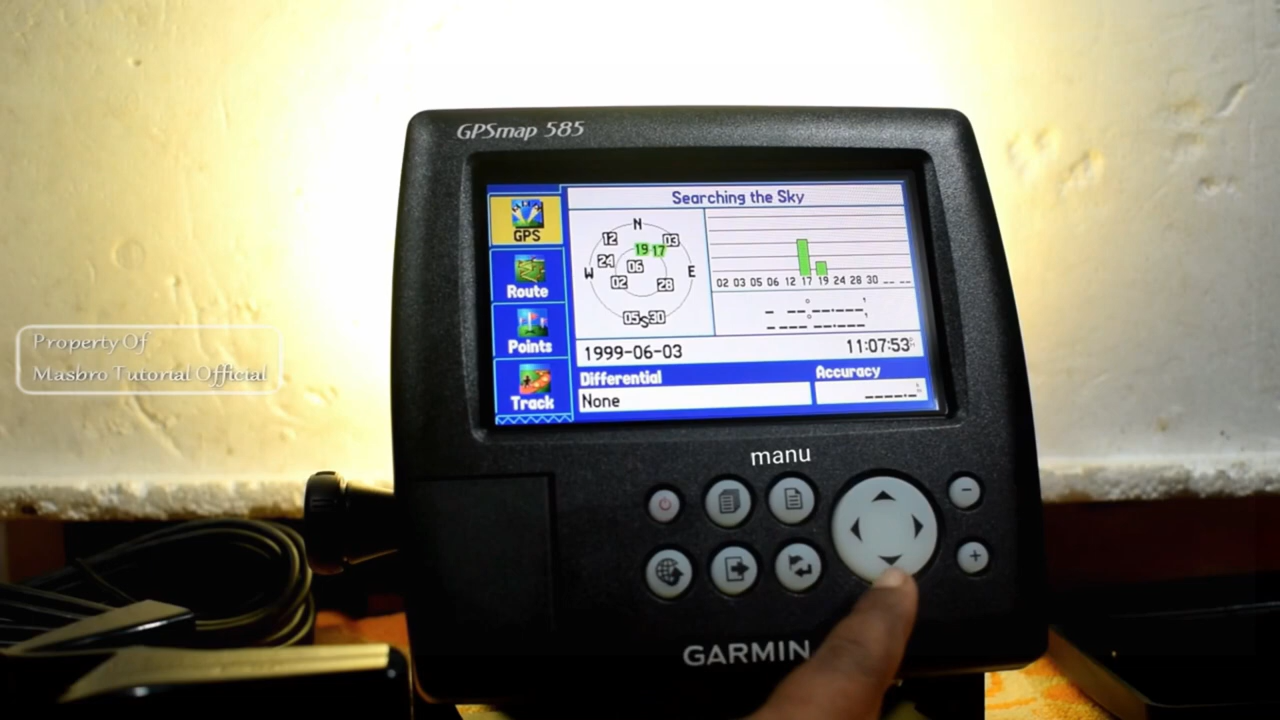 GPSmap 585
Searching the Sky
GPS
Route
Points
Track
N
12
03
19 17
24
06
W
E
02
28
05 S 30
02 03 05 06 12 17 19 24 28 30 __ __
1999-06-03
11:07:53
Differential
Accuracy
None
manu
GARMIN
Property Of
Masbro Tutorial Official